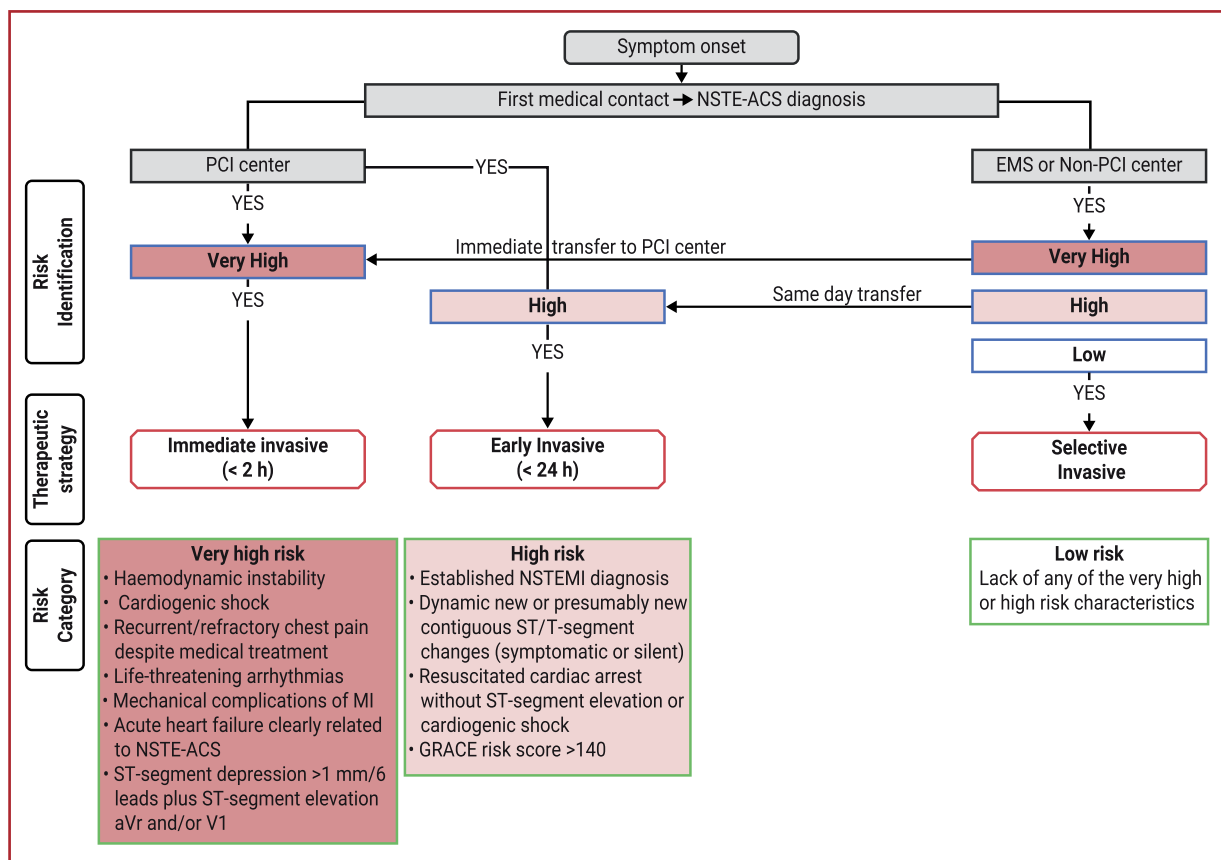 Symptom onset
First medical contact → NSTE-ACS diagnosis
PCI center
YES
EMS or Non-PCI center
YES
YES
Risk
Identification
Very High
Immediate transfer to PCI center
Very High
YES
High
Same day transfer
High
YES
Low
YES
Therapeutic
strategy
Immediate invasive
(< 2 h)
Early Invasive
(< 24 h)
Selective
Invasive
Risk
Category
Very high risk
• Haemodynamic instability
• Cardiogenic shock
• Recurrent/refractory chest pain
despite medical treatment
• Life-threatening arrhythmias
• Mechanical complications of MI
• Acute heart failure clearly related
to NSTE-ACS
• ST-segment depression >1 mm/6
leads plus ST-segment elevation
aVr and/or V1
High risk
• Established NSTEMI diagnosis
• Dynamic new or presumably new
contiguous ST/T-segment
changes (symptomatic or silent)
• Resuscitated cardiac arrest
without ST-segment elevation or
cardiogenic shock
• GRACE risk score >140
Low risk
Lack of any of the very high
or high risk characteristics